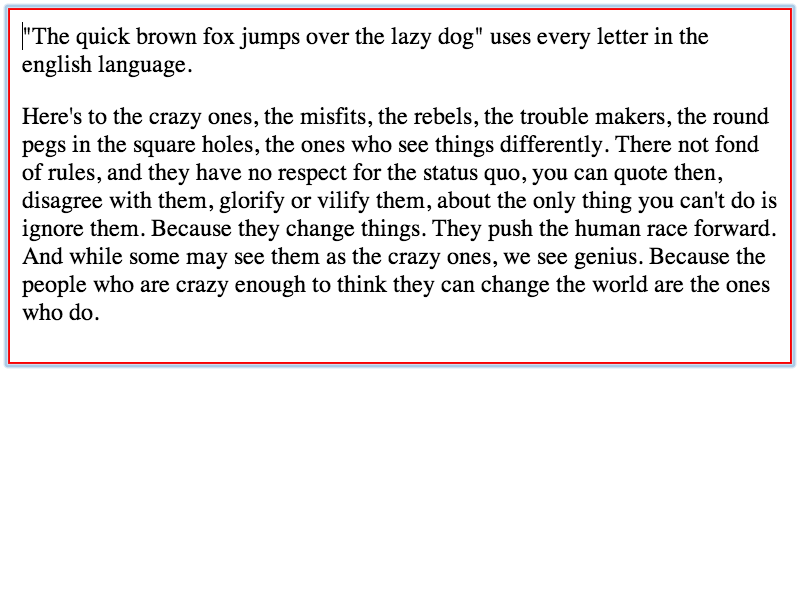 "The quick brown fox jumps over the lazy dog" uses every letter in the
english language.
Here's to the crazy ones, the misfits, the rebels, the trouble makers, the round
pegs in the square holes, the ones who see things differently. There not fond
of rules, and they have no respect for the status quo, you can quote then,
disagree with them, glorify or vilify them, about the only thing you can't do is
ignore them. Because they change things. They push the human race forward.
And while some may see them as the crazy ones, we see genius. Because the
people who are crazy enough to think they can change the world are the ones
who do.